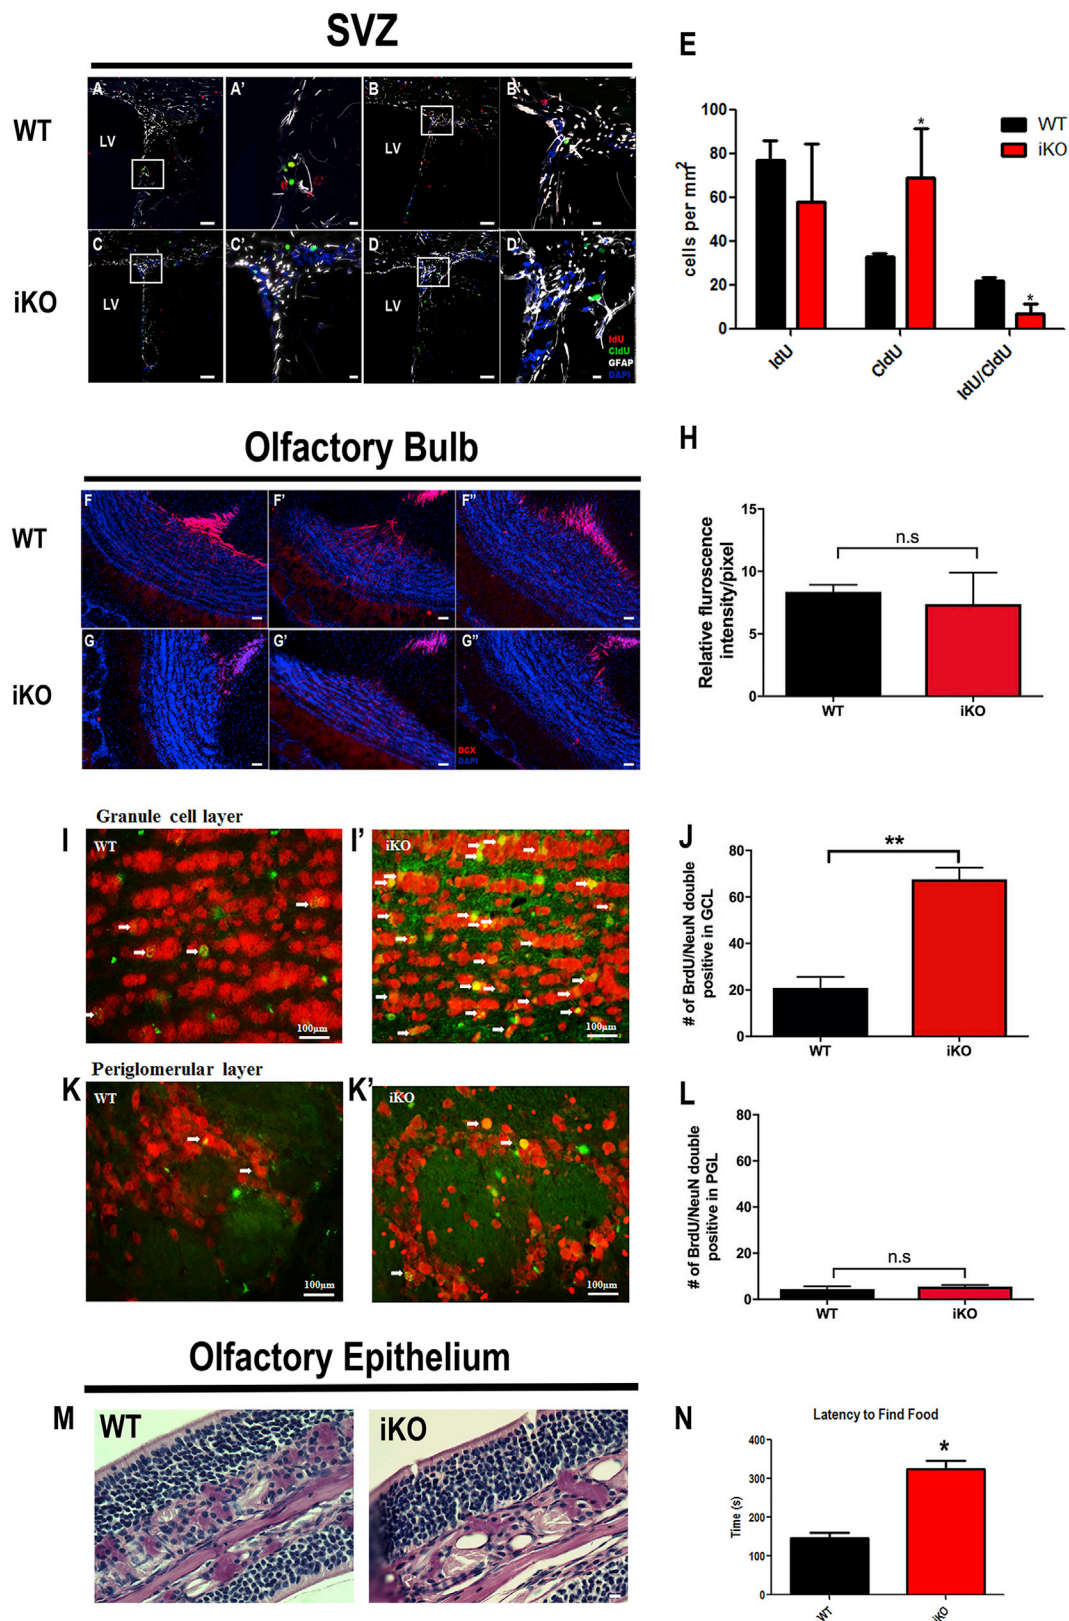 SVZ
E
WT
iKO
A
A'
B
B'
LV
LV
C
C'
D
D'
LV
LV
IdU
CldU
GFAP
DAPI
cells per mm²
100
80
60
40
20
0
*
*
WT
iKO
IdU
CldU
IdU/CldU
Olfactory Bulb
H
WT
iKO
F
F'
F''
G
G'
G''
DCX
DAPI
Relative fluroscence
intensity/pixel
15
10
5
0
n.s
WT
iKO
Granule cell layer
I
WT
100µm
I'
iKO
100µm
J
# of BrdU/NeuN double
positive in GCL
80
60
40
20
0
**
WT
iKO
Periglomerular layer
K
WT
100µm
K'
iKO
100µm
L
# of BrdU/NeuN double
positive in PGL
80
60
40
20
0
n.s
WT
iKO
Olfactory Epithelium
M
WT
iKO
N
Latency to Find Food
Time (s)
400
300
200
100
0
*
WT
iKO